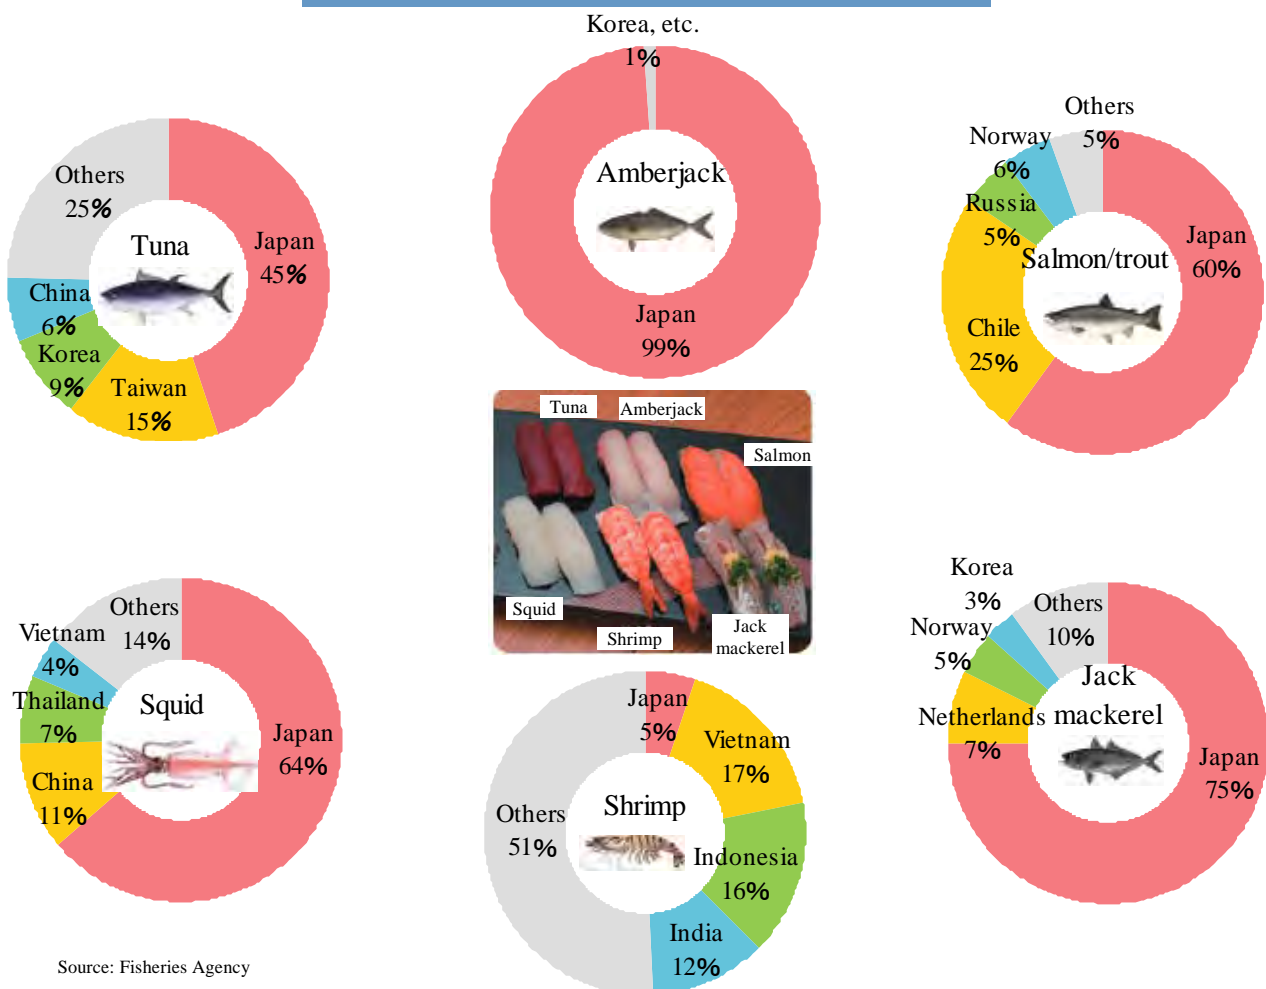 Korea, etc.
1%
Amberjack
Japan
99%
Others
25%
Tuna
Japan
45%
China
6%
Korea
9%
Taiwan
15%
Others
5%
Norway
6%
Russia
5%
Salmon/trout
Japan
60%
Chile
25%
Tuna
Amberjack
Salmon
Squid
Shrimp
Jack
mackerel
Others
14%
Vietnam
4%
Thailand
7%
Squid
Japan
64%
China
11%
Japan
5%
Vietnam
17%
Others
51%
Shrimp
Indonesia
16%
India
12%
Korea
3%
Others
10%
Norway
5%
Jack
mackerel
Netherlands
7%
Japan
75%
Source: Fisheries Agency